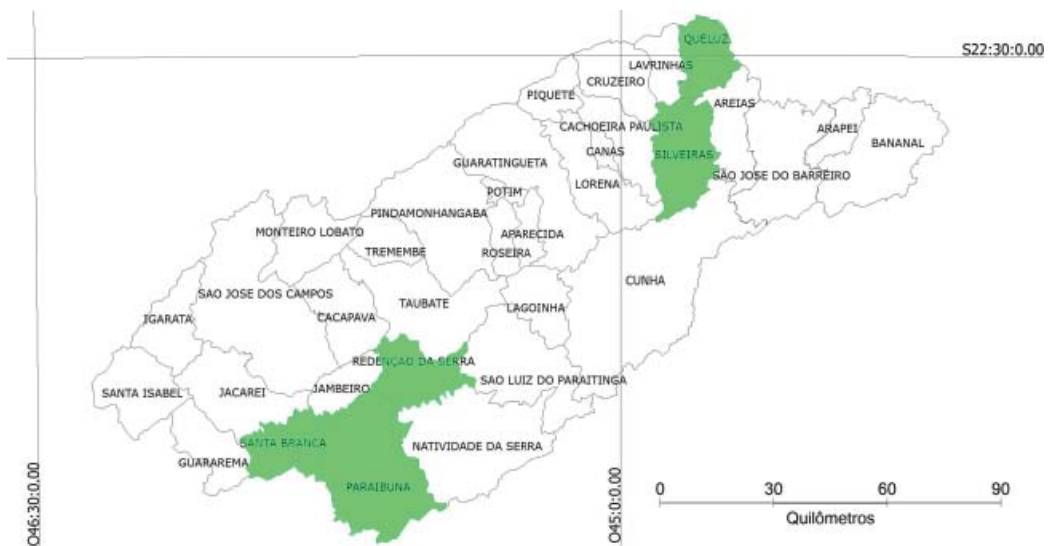 QUELUZ
S22:30:0.00
LAVRINHAS
CRUZEIRO
PIQUETE
AREIAS
CACHOEIRA PAULISTA
ARAPEI
BANANAL
CANAS
SILVEIRAS
GUARATINGUETA
SÃO JOSE DO BARREIRO
LORENA
POTIM
PINDAMONHANGABA
MONTEIRO LOBATO
APARECIDA
TREMEMBE
ROSEIRA
CUNHA
SAO JOSE DOS CAMPOS
TAUBATE
LAGOINHA
IGARATA
CACAPAVA
REDENÇAO DA SERRA
SAO LUIZ DO PARAITINGA
SANTA ISABEL
JACAREI
JAMBEIRO
SANTA BRANCA
NATIVIDADE DA SERRA
GUARAREMA
PARAIBUNA
O46:30:0.00
O45:0:0.00
0 30 60 90
Quilômetros